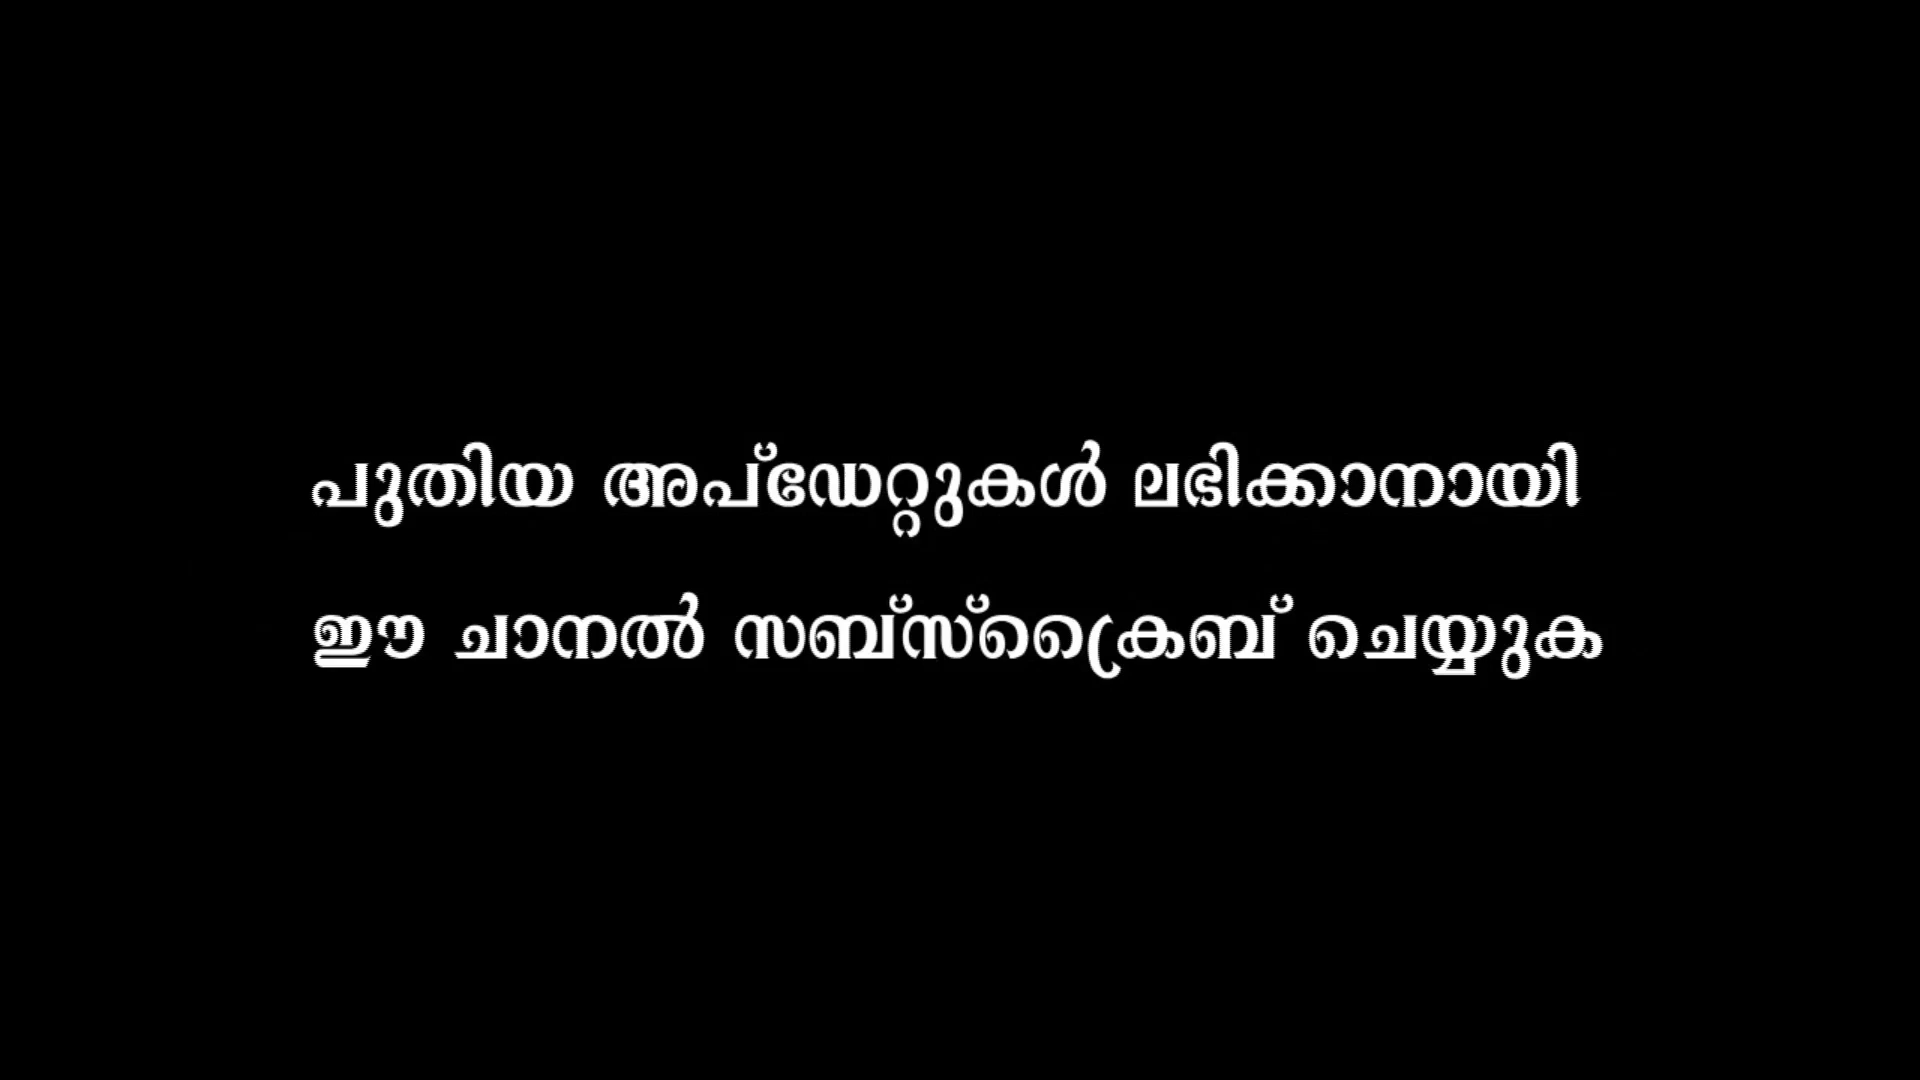 പുതിയ അപ്ഡേറ്റുകൾ ലഭിക്കാനായി
ഈ ചാനൽ സബ്സ്ക്രൈബ് ചെയ്യുക